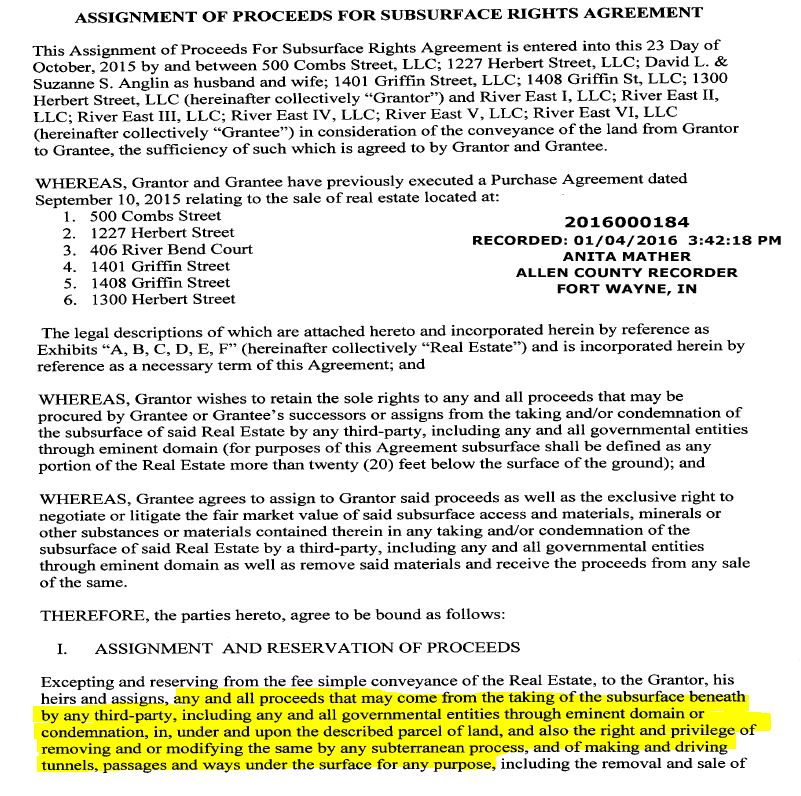 ASSIGNMENT OF PROCEEDS FOR SUBSURFACE RIGHTS AGREEMENT
This Assignment of Proceeds For Subsurface Rights Agreement is entered into this 23 Day of
October, 2015 by and between 500 Combs Street, LLC; 1227 Herbert Street, LLC; David L. &
Suzanne S. Anglin as husband and wife; 1401 Griffin Street, LLC; 1408 Griffin St, LLC; 1300
Herbert Street, LLC (hereinafter collectively “Grantor”) and River East I, LLC; River East II,
LLC; River East III, LLC; River East IV, LLC; River East V, LLC; River East VI, LLC
(hereinafter collectively “Grantee”) in consideration of the conveyance of the land from Grantor
to Grantee, the sufficiency of such which is agreed to by Grantor and Grantee.
WHEREAS, Grantor and Grantee have previously executed a Purchase Agreement dated
September 10, 2015 relating to the sale of real estate located at:
1. 500 Combs Street
2. 1227 Herbert Street
3. 406 River Bend Court
4. 1401 Griffin Street
5. 1408 Griffin Street
6. 1300 Herbert Street
2016000184
RECORDED: 01/04/2016 3:42:18 PM
ANITA MATHER
ALLEN COUNTY RECORDER
FORT WAYNE, IN
The legal descriptions of which are attached hereto and incorporated herein by reference as
Exhibits “A, B, C, D, E, F” (hereinafter collectively “Real Estate”) and is incorporated herein by
reference as a necessary term of this Agreement; and
WHEREAS, Grantor wishes to retain the sole rights to any and all proceeds that may be
procured by Grantee or Grantee’s successors or assigns from the taking and/or condemnation of
the subsurface of said Real Estate by any third-party, including any and all governmental entities
through eminent domain (for purposes of this Agreement subsurface shall be defined as any
portion of the Real Estate more than twenty (20) feet below the surface of the ground); and
WHEREAS, Grantee agrees to assign to Grantor said proceeds as well as the exclusive right to
negotiate or litigate the fair market value of said subsurface access and materials, minerals or
other substances or materials contained therein in any taking and/or condemnation of the
subsurface of said Real Estate by a third-party, including any and all governmental entities
through eminent domain as well as remove said materials and receive the proceeds from any sale
of the same.
THEREFORE, the parties hereto, agree to be bound as follows:
I. ASSIGNMENT AND RESERVATION OF PROCEEDS
Excepting and reserving from the fee simple conveyance of the Real Estate, to the Grantor, his
heirs and assigns, any and all proceeds that may come from the taking of the subsurface beneath
by any third-party, including any and all governmental entities through eminent domain or
condemnation, in, under and upon the described parcel of land, and also the right and privilege of
removing and or modifying the same by any subterranean process, and of making and driving
tunnels, passages and ways under the surface for any purpose, including the removal and sale of